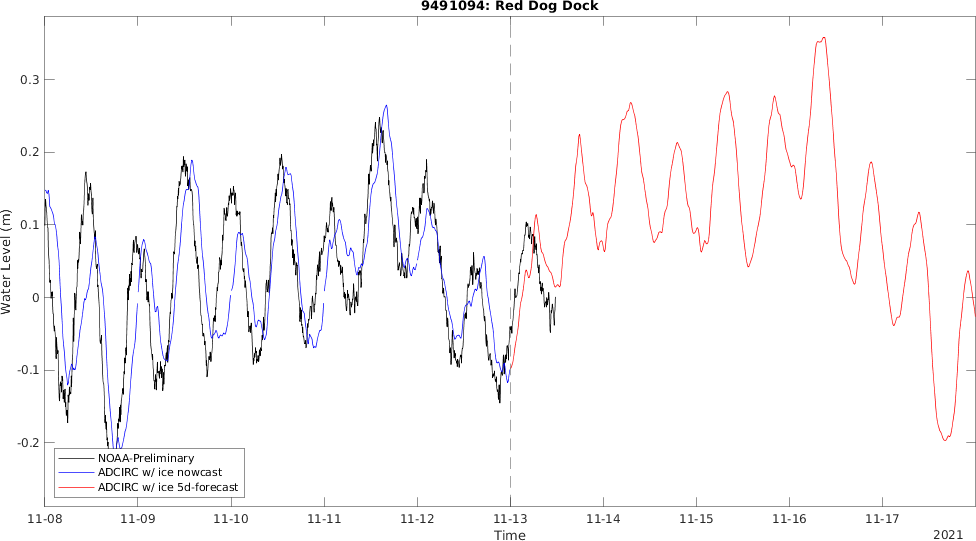 9491094: Red Dog Dock
Water Level (m)
0.3
0.2
0.1
0
-0.1
-0.2
NOAA-Preliminary
ADCIRC w/ ice nowcast
ADCIRC w/ ice 5d-forecast
11-08 11-09 11-10 11-11 11-12 11-13 11-14 11-15 11-16 11-17
Time
2021